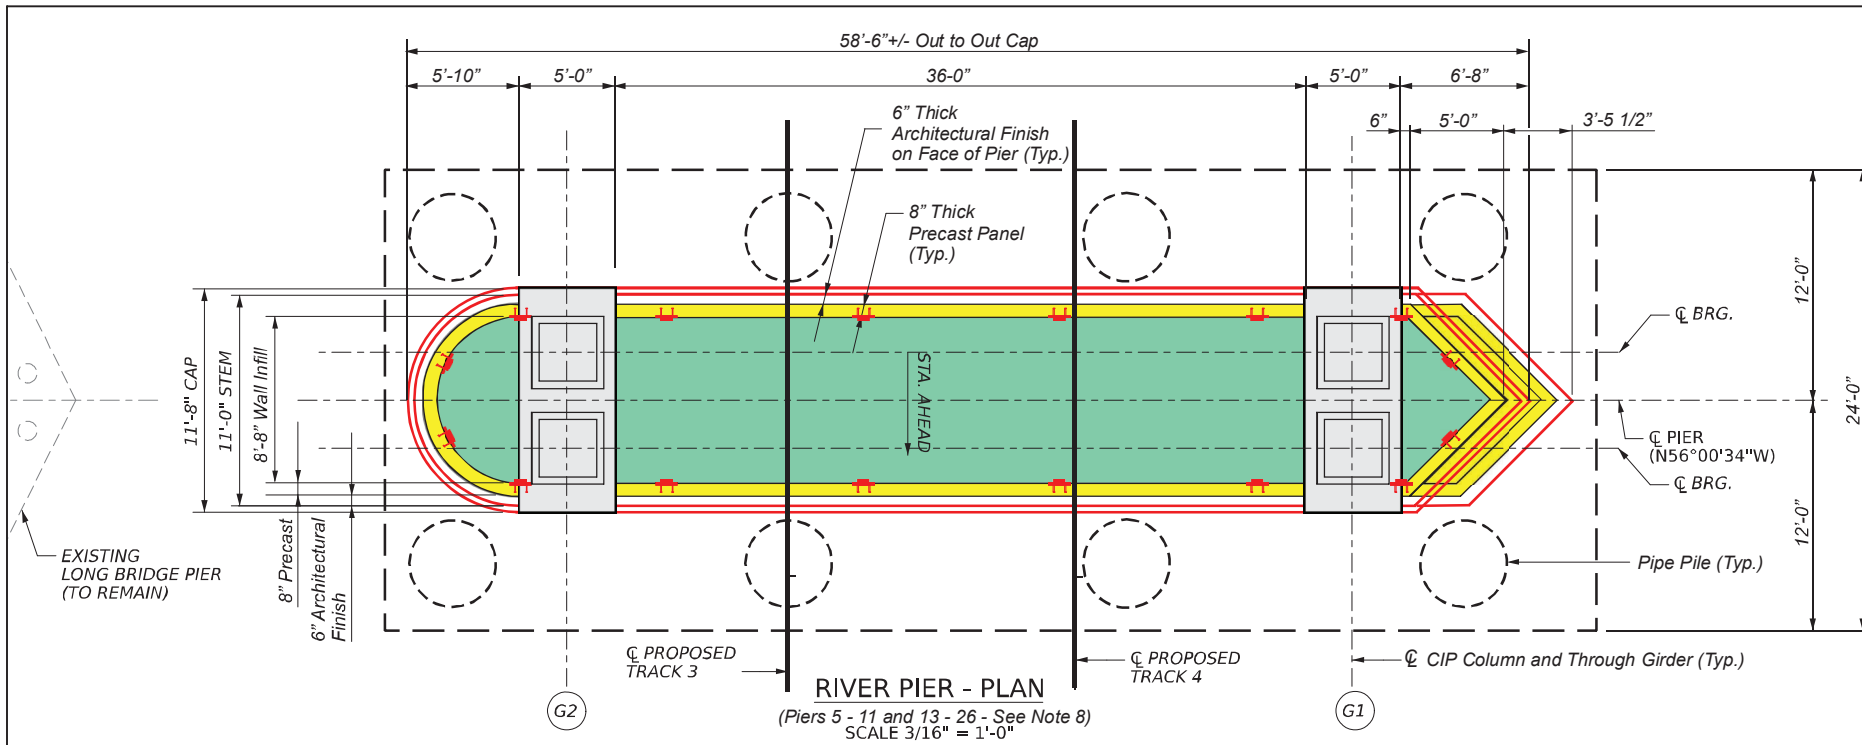 58'-6"+/- Out to Out Cap
5'-10"
5'-0"
36-0"
5'-0"
6'-8"
6" Thick
Architectural Finish
on Face of Pier (Typ.)
6"
5'-0"
3'-5 1/2"
8" Thick
Precast Panel
(Typ.)
12'-0"
24'-0"
12'-0"
11'-8" CAP
11'-0" STEM
8'-8" Wall Infill
STA. AHEAD
℄ BRG.
℄ PIER
(N56°00'34"W)
℄ BRG.
EXISTING
LONG BRIDGE PIER
(TO REMAIN)
8" Precast
6" Architectural
Finish
Pipe Pile (Typ.)
℄ PROPOSED
TRACK 3
℄ PROPOSED
TRACK 4
℄ CIP Column and Through Girder (Typ.)
G2
G1
RIVER PIER - PLAN
(Piers 5 - 11 and 13 - 26 - See Note 8)
SCALE 3/16" = 1'-0"